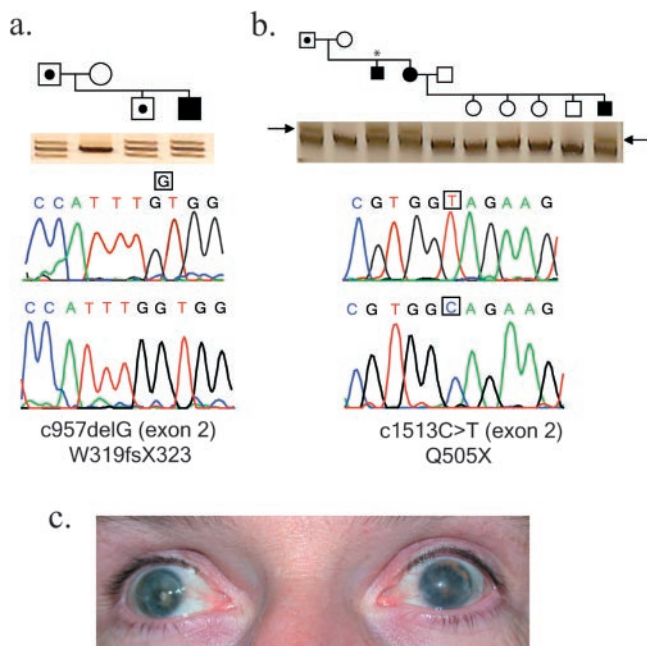 a.
b.
*
G
C C A T T T G T G G
C G T G G T A G A A G
C C A T T T G G T G G
C G T G G C A G A A G
c957delG (exon 2)
W319fsX323
c1513C>T (exon 2)
Q505X
c.